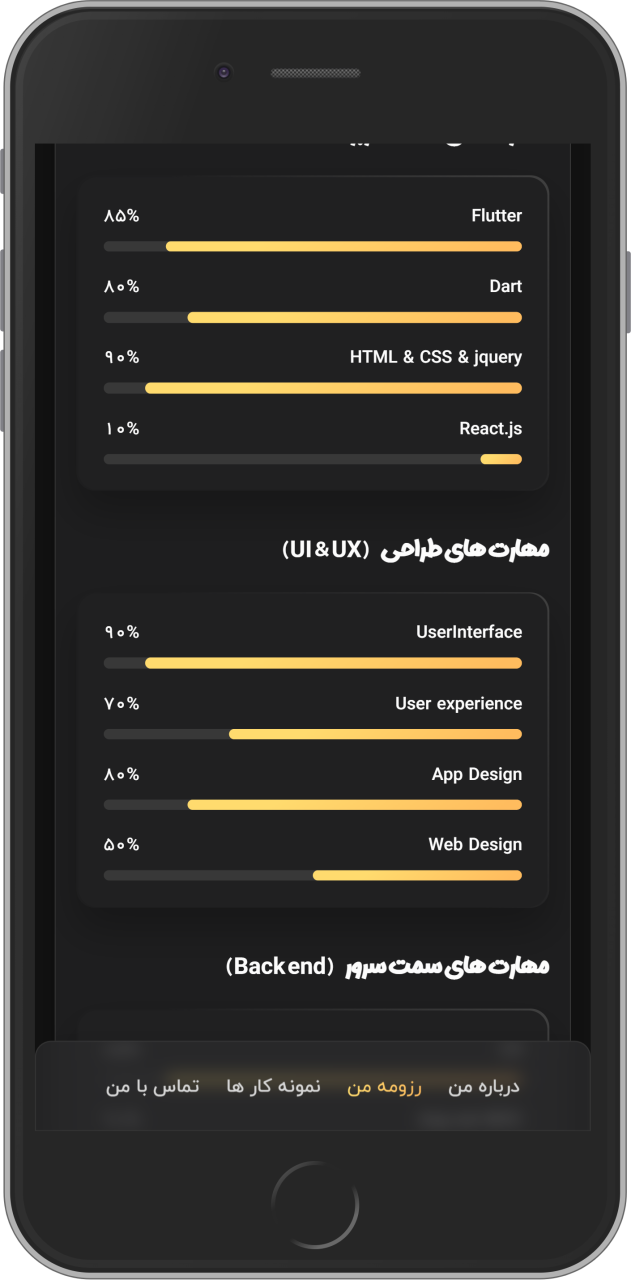 Flutter ۸۵%
Dart ۸۰%
HTML & CSS & jquery ۹۰%
React.js ۱۰%
مهارت های طراحی (UI & UX)
UserInterface ۹۰%
User experience ۷۰%
App Design ۸۰%
Web Design ۵۰%
مهارت های سمت سرور (Backend)
درباره من رزومه من نمونه کار ها تماس با من